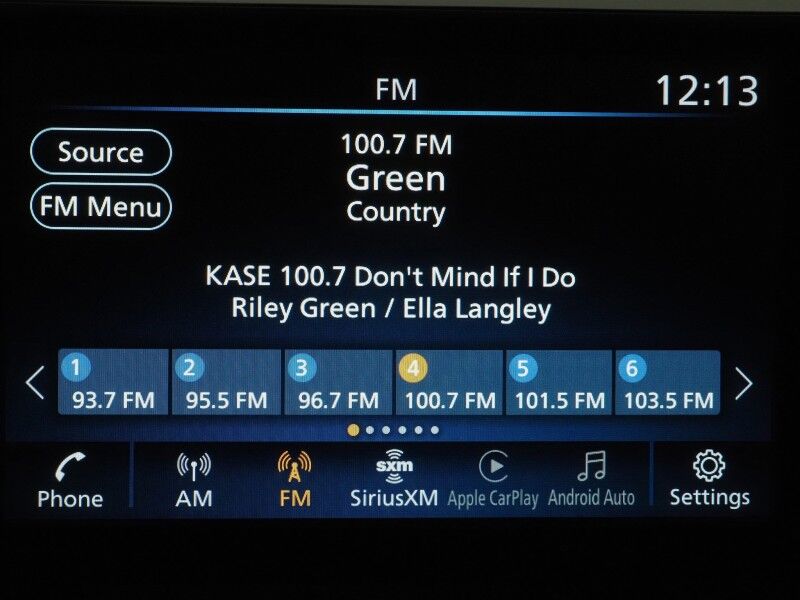 FM
12:13
Source
FM Menu
100.7 FM
Green
Country
KASE 100.7 Don't Mind If I Do
Riley Green / Ella Langley
1
93.7 FM
2
95.5 FM
3
96.7 FM
4
100.7 FM
5
101.5 FM
6
103.5 FM
Phone
AM
FM
sxm
SiriusXM
Apple CarPlay
Android Auto
Settings